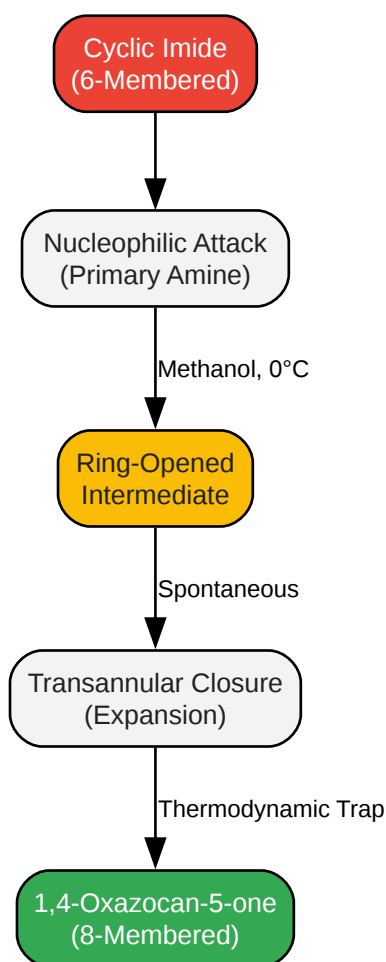 Cyclic Imide
(6-Membered)
Nucleophilic Attack
(Primary Amine)
Methanol, 0°C
Ring-Opened
Intermediate
Spontaneous
Transannular Closure
(Expansion)
Thermodynamic Trap
1,4-Oxazocan-5-one
(8-Membered)